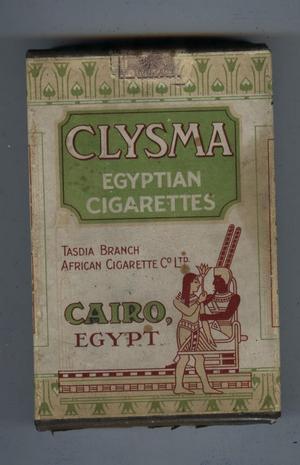 CLYSMA
EGYPTIAN
CIGARETTES
TASDIA BRANCH
AFRICAN CIGARETTE Co LTD.
CAIRO,
EGYPT